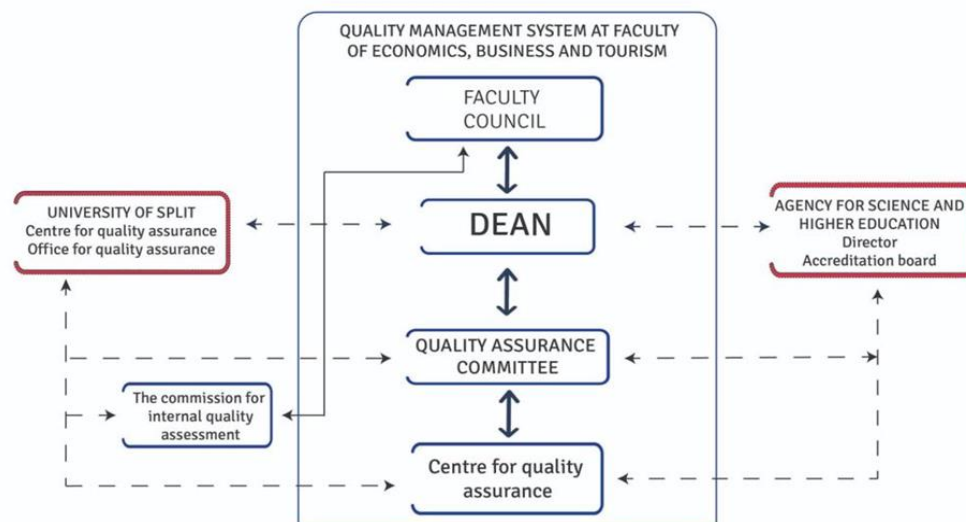 QUALITY MANAGEMENT SYSTEM AT FACULTY
OF ECONOMICS, BUSINESS AND TOURISM
FACULTY
COUNCIL
UNIVERSITY OF SPLIT
Centre for quality assurance
Office for quality assurance
DEAN
AGENCY FOR SCIENCE AND
HIGHER EDUCATION
Director
Accreditation board
QUALITY ASSURANCE
COMMITTEE
The commission for
internal quality
assessment
Centre for quality
assurance